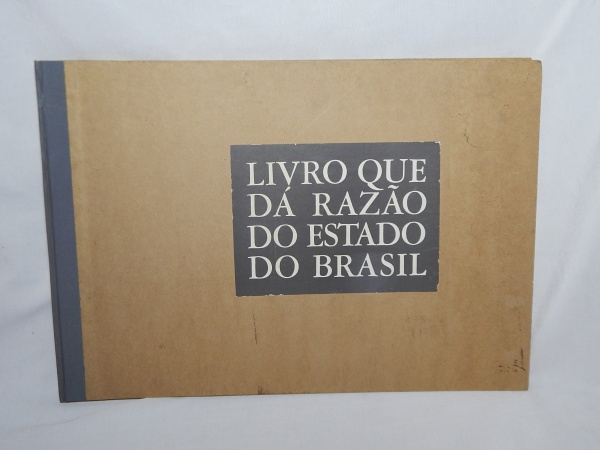 LIVRO QUE
DÁ RAZÃO
DO ESTADO
DO BRASIL